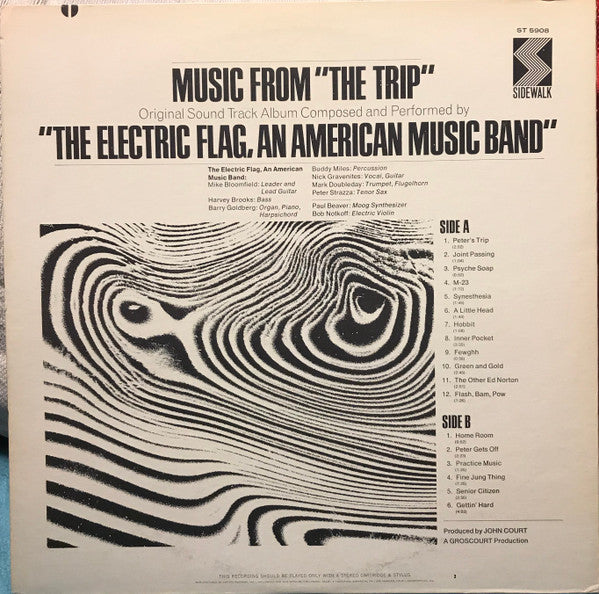 ST 5908
SIDEWALK
MUSIC FROM "THE TRIP"
Original Sound Track Album Composed and Performed by
"THE ELECTRIC FLAG, AN AMERICAN MUSIC BAND"
The Electric Flag, An American
Music Band:
Mike Bloomfield: Leader and
Lead Guitar
Harvey Brooks: Bass
Barry Goldberg: Organ, Piano,
Harpsichord
Buddy Miles: Percussion
Nick Gravenites: Vocal, Guitar
Mark Doubleday: Trumpet, Flugelhorn
Peter Strazza: Tenor Sax
Paul Beaver: Moog Synthesizer
Bob Notkoff: Electric Violin
SIDE A
1. Peter's Trip
2. Joint Passing
3. Psyche Soap
4. M-23
5. Synesthesia
6. A Little Head
7. Hobbit
8. Inner Pocket
9. Fewghh
10. Green and Gold
11. The Other Ed Norton
12. Flash, Bam, Pow
SIDE B
1. Home Room
2. Peter Gets Off
3. Practice Music
4. Fine Jung Thing
5. Senior Citizen
6. Gettin' Hard
Produced by JOHN COURT
A GROSCOURT Production
THIS RECORDING SHOULD BE PLAYED ONLY WITH A STEREO CARTRIDGE & STYLUS